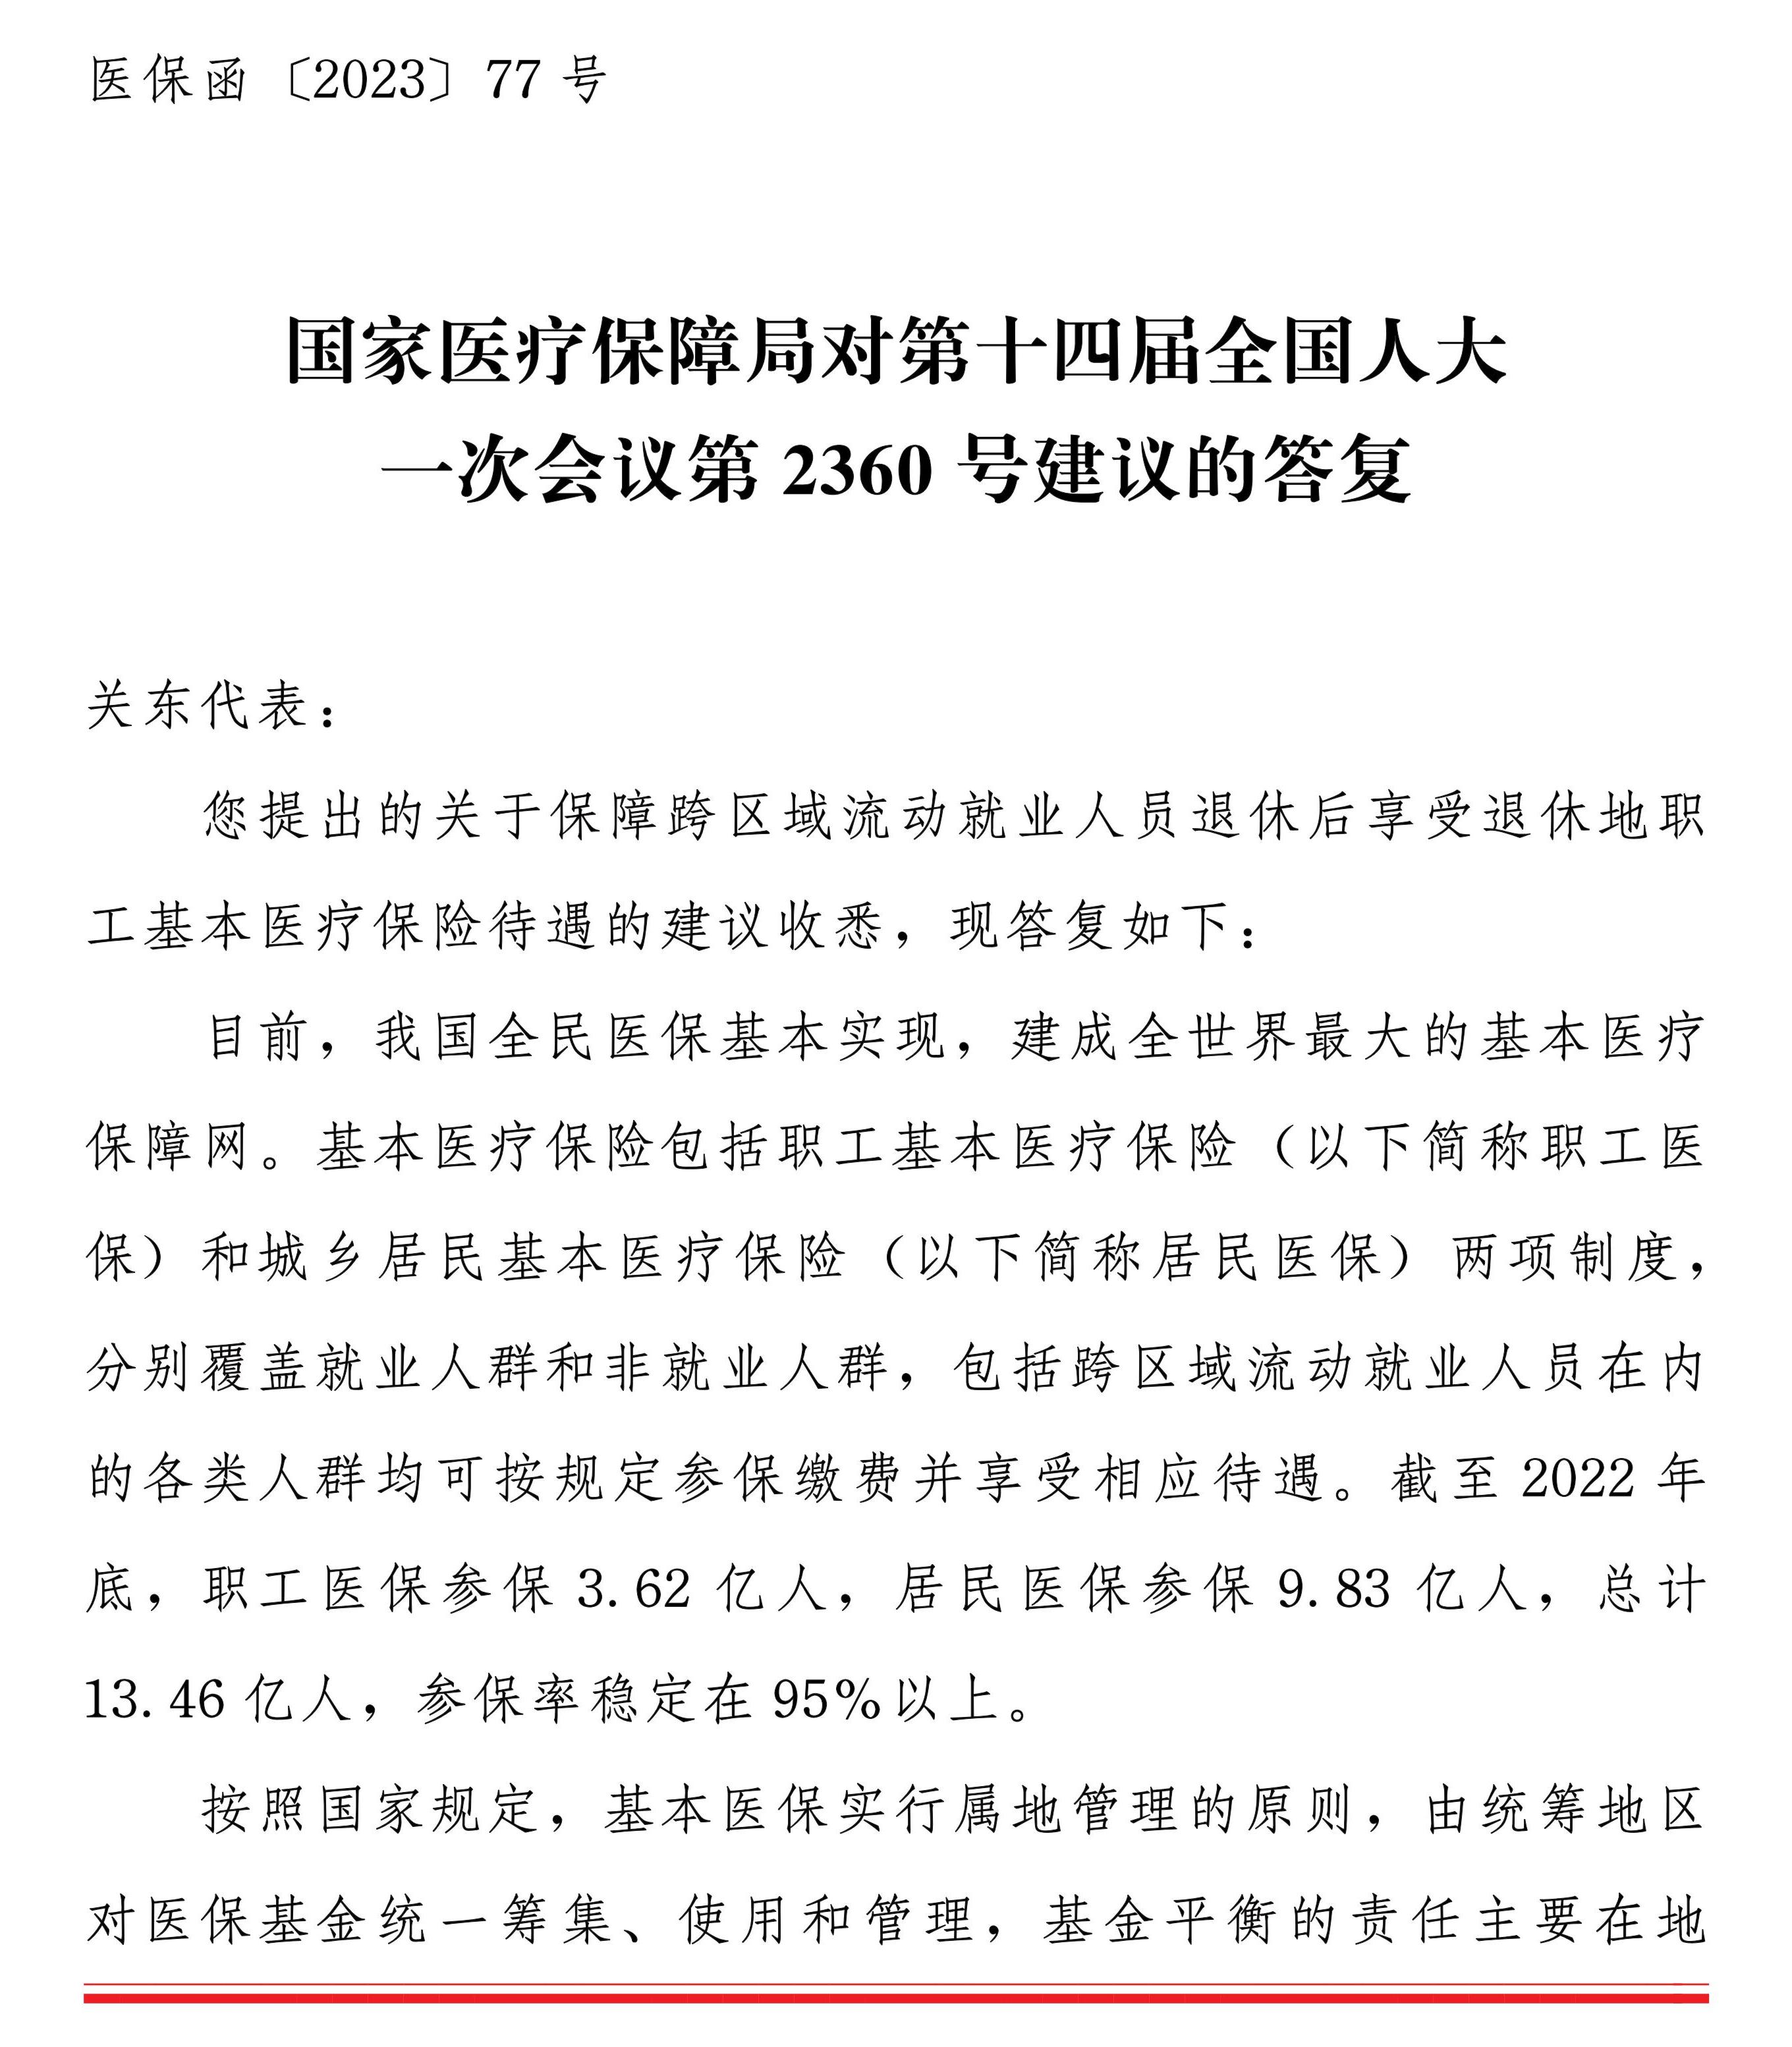 医保函〔2023〕77 号
国家医疗保障局对第十四届全国人大
一次会议第 2360 号建议的答复
关东代表：
您提出的关于保障跨区域流动就业人员退休后享受退休地职
工基本医疗保险待遇的建议收悉，现答复如下：
目前，我国全民医保基本实现，建成全世界最大的基本医疗
保障网。基本医疗保险包括职工基本医疗保险（以下简称职工医
保）和城乡居民基本医疗保险（以下简称居民医保）两项制度，
分别覆盖就业人群和非就业人群，包括跨区域流动就业人员在内
的各类人群均可按规定参保缴费并享受相应待遇。截至 2022 年
底，职工医保参保 3.62 亿人，居民医保参保 9.83 亿人，总计
13.46 亿人，参保率稳定在 95%以上。
按照国家规定，基本医保实行属地管理的原则，由统筹地区
对医保基金统一筹集、使用和管理，基金平衡的责任主要在地